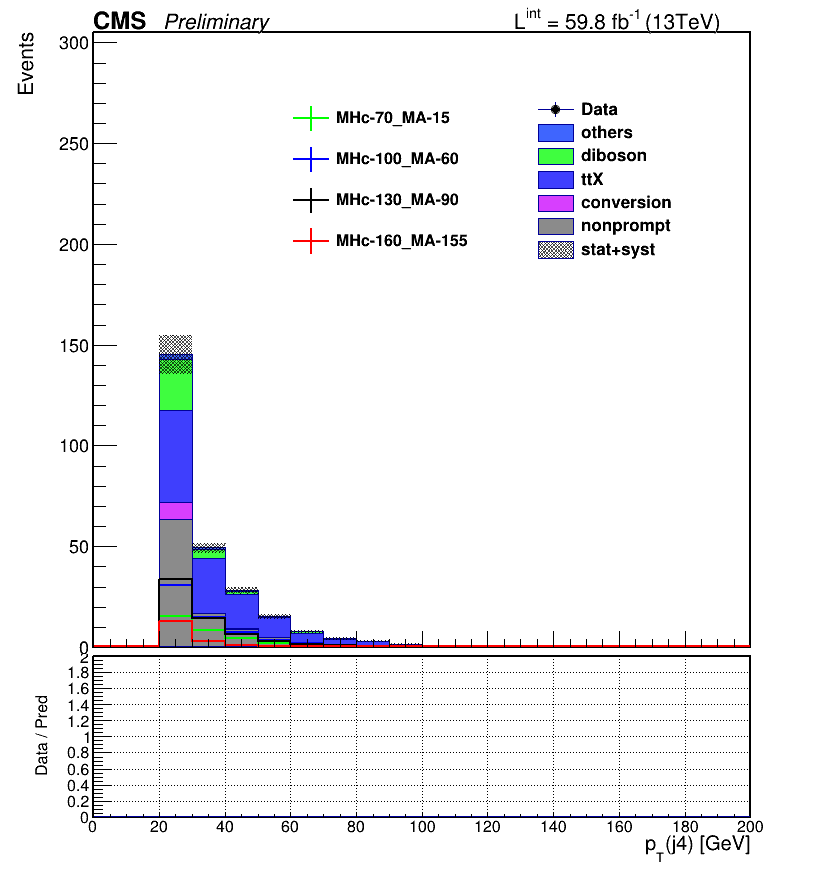 CMS Preliminary L^int = 59.8 fb^-1 (13TeV)
Events
300
250
200
150
100
50
0
MHc-70_MA-15
MHc-100_MA-60
MHc-130_MA-90
MHc-160_MA-155
Data
others
diboson
ttX
conversion
nonprompt
stat+syst
Data / Pred
2
1.8
1.6
1.4
1.2
1
0.8
0.6
0.4
0.2
0
0 20 40 60 80 100 120 140 160 180 200
p_T(j4) [GeV]